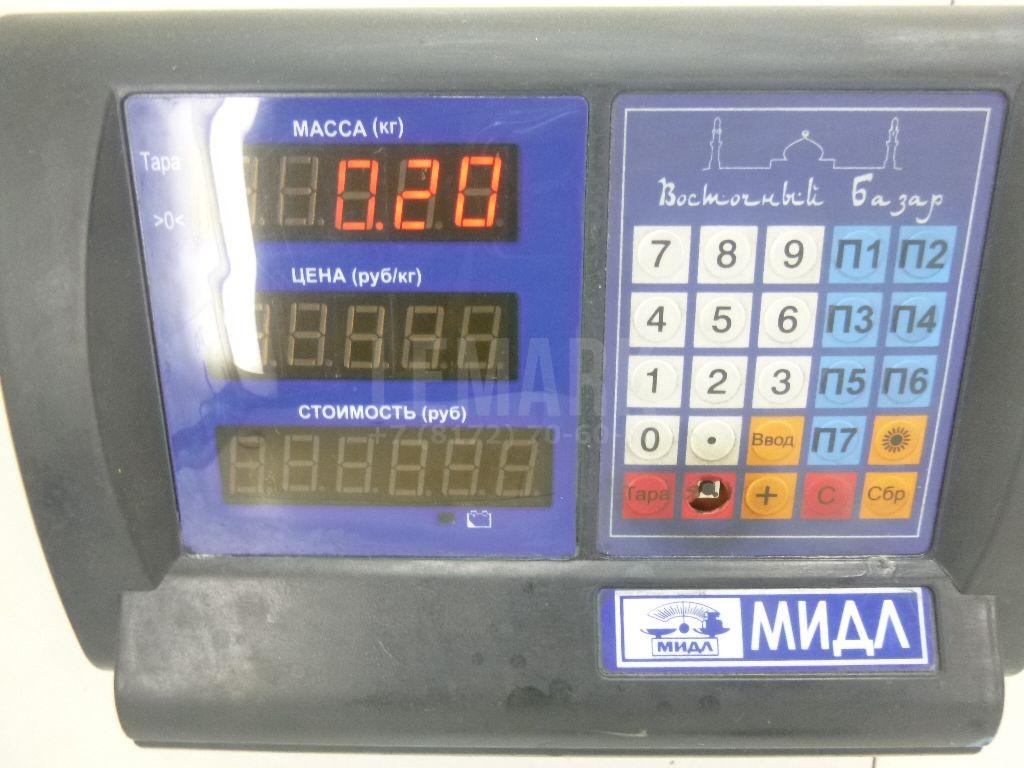 МАССА (кг)
Тара
0.20
>0<
ЦЕНА (руб/кг)
СТОИМОСТЬ (руб)
Восточный Базар
7 8 9 П1 П2
4 5 6 П3 П4
1 2 3 П5 П6
0 . Ввод П7
Тара + С Сбр
МИДЛ
МИДЛ